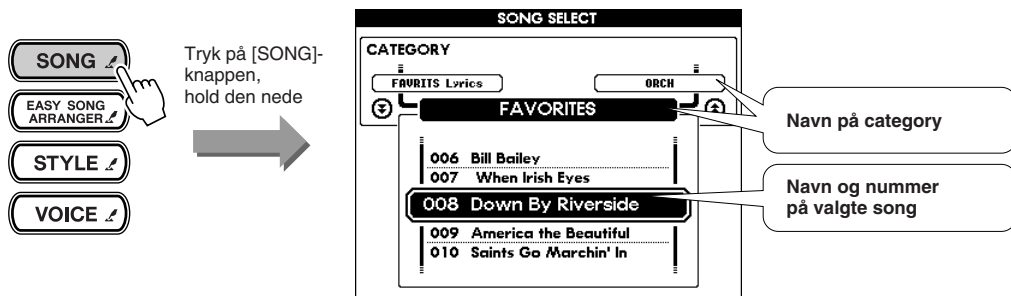 SONG
EASY SONG
ARRANGER
STYLE
VOICE
Tryk på [SONG]-
knappen,
hold den nede
SONG SELECT
CATEGORY
FAVRITS Lyrics
ORCH
FAVORITES
006 Bill Bailey
007 When Irish Eyes
008 Down By Riverside
009 America the Beautiful
010 Saints Go Marchin' In
Navn på category
Navn og nummer
på valgte song